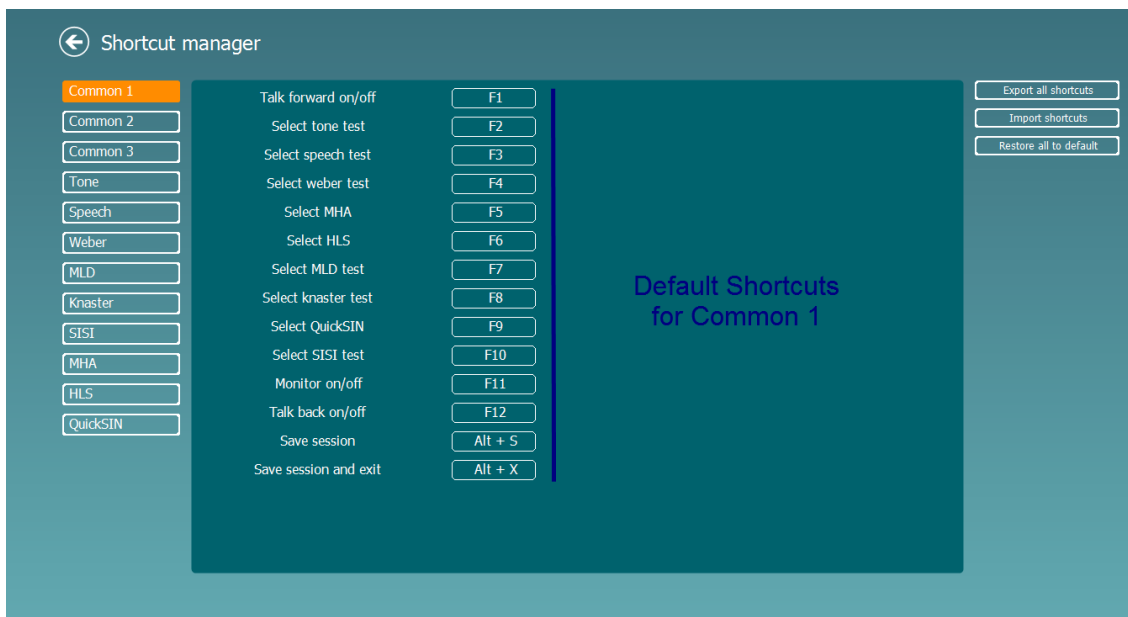 Shortcut manager
Common 1
Common 2
Common 3
Tone
Speech
Weber
MLD
Knaster
SISI
MHA
HLS
QuickSIN
Talk forward on/off F1
Select tone test F2
Select speech test F3
Select weber test F4
Select MHA F5
Select HLS F6
Select MLD test F7
Select knaster test F8
Select QuickSIN F9
Select SISI test F10
Monitor on/off F11
Talk back on/off F12
Save session Alt + S
Save session and exit Alt + X
Default Shortcuts
for Common 1
Export all shortcuts
Import shortcuts
Restore all to default